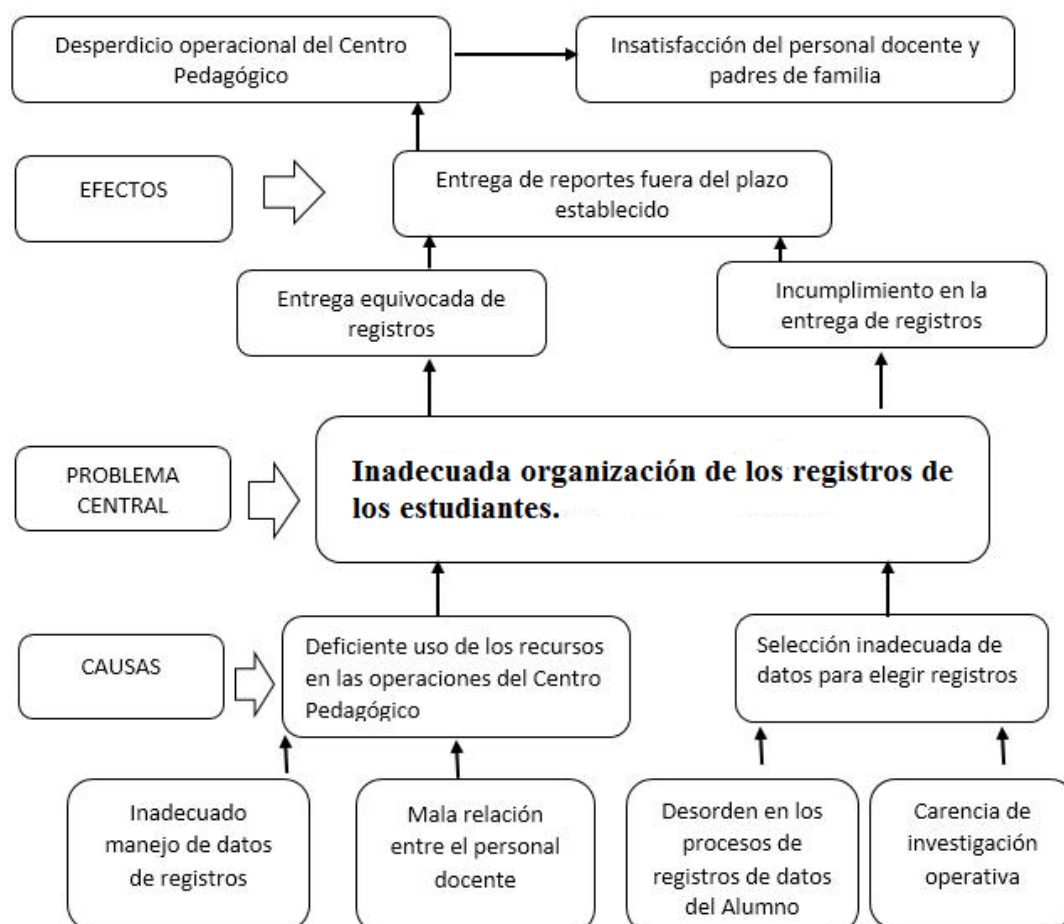 Desperdicio operacional del Centro
Pedagógico
Insatisfacción del personal docente y
padres de familia
EFECTOS
Entrega de reportes fuera del plazo
establecido
Entrega equivocada de
registros
Incumplimiento en la
entrega de registros
PROBLEMA
CENTRAL
Inadecuada organización de los registros de
los estudiantes.
CAUSAS
Deficiente uso de los recursos
en las operaciones del Centro
Pedagógico
Selección inadecuada de
datos para elegir registros
Inadecuado
manejo de datos
de registros
Mala relación
entre el personal
docente
Desorden en los
procesos de
registros de datos
del Alumno
Carencia de
investigación
operativa